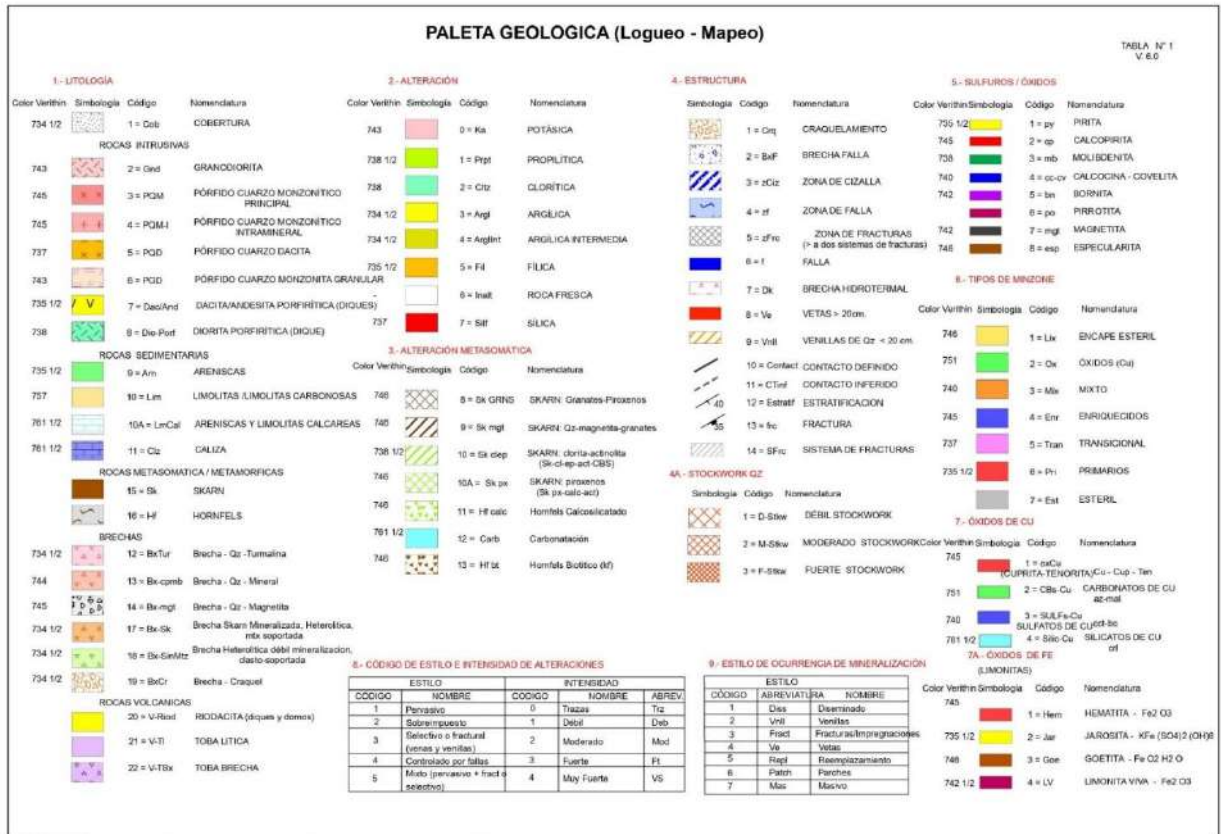 PALETA GEOLOGICA (Logueo - Mapeo)
TABLA N° 1
V. 6.0
1.- LITOLOGÍA
Color Verithin Simbología Código Nomenclatura
734 1/2 1 = Cob COBERTURA
ROCAS INTRUSIVAS
743 2 = Gnd GRANODIORITA
745 3 = PQM PÓRFIDO CUARZO MONZONÍTICO
PRINCIPAL
745 4 = PQM-I PÓRFIDO CUARZO MONZONÍTICO
INTRAMINERAL
737 5 = PQD PÓRFIDO CUARZO DACITA
743 6 = PGD PÓRFIDO CUARZO MONZONITA GRANULAR
735 1/2 V 7 = Dac/And DACITA/ANDESITA PORFIRÍTICA (DIQUES)
738 8 = Dio-Porf DIORITA PORFIRÍTICA (DIQUE)
ROCAS SEDIMENTARIAS
735 1/2 9 = Arn ARENISCAS
757 10 = Lim LIMOLITAS /LIMOLITAS CARBONOSAS
761 1/2 10A = LmCal ARENISCAS Y LIMOLITAS CALCAREAS
761 1/2 11 = Clz CALIZA
ROCAS METASOMATICA / METAMORFICAS
15 = Sk SKARN
16 = Hf HORNFELS
BRECHAS
734 1/2 12 = BxTur Brecha - Qz -Turmalina
744 13 = Bx-cpmb Brecha - Qz - Mineral
745 14 = Bx-mgt Brecha - Qz - Magnetita
734 1/2 17 = Bx-Sk Brecha Skarn Mineralizada, Heterolítica,
mtx soportada
734 1/2 18 = Bx-SinMtz Brecha Heterolítica débil mineralizacion,
clasto-soportada
734 1/2 19 = BxCr Brecha - Craquel
ROCAS VOLCANICAS
20 = V-Riod RIODACITA (diques y domos)
21 = V-Tl TOBA LITICA
22 = V-TBx TOBA BRECHA
2.- ALTERACIÓN
Color Verithin Simbología Código Nomenclatura
743 0 = Ka POTÁSICA
738 1/2 1 = Prpt PROPILÍTICA
738 2 = Cltz CLORÍTICA
734 1/2 3 = Argl ARGÍLICA
734 1/2 4 = ArglInt ARGÍLICA INTERMEDIA
735 1/2 5 = Fil FÍLICA
- 6 = Inalt ROCA FRESCA
737 7 = Silf SÍLICA
3.- ALTERACIÓN METASOMÁTICA
Color Verithin Simbología Código Nomenclatura
746 8 = Sk GRNS SKARN: Granates-Piroxenos
746 9 = Sk mgt SKARN: Qz-magnetita-granates
738 1/2 10 = Sk clep SKARN: clorita-actinolita
(Sk-cl-ep-act-CBS)
746 10A = Sk px SKARN: piroxenos
(Sk px-calc-act)
746 11 = Hf calc Hornfels Calcosilicatado
761 1/2 12 = Carb Carbonatación
746 13 = Hf bt Hornfels Biotítico (kf)
4.- ESTRUCTURA
Simbología Código Nomenclatura
1 = Crq CRAQUELAMIENTO
2 = BxF BRECHA FALLA
3 = zCiz ZONA DE CIZALLA
4 = zf ZONA DE FALLA
5 = zFrc ZONA DE FRACTURAS
(> a dos sistemas de fracturas)
6 = f FALLA
7 = Dk BRECHA HIDROTERMAL
8 = Ve VETAS > 20cm.
9 = Vnll VENILLAS DE Qz < 20 cm
10 = Contact CONTACTO DEFINIDO
11 = CTinf CONTACTO INFERIDO
40 12 = Estratif ESTRATIFICACION
35 13 = frc FRACTURA
14 = SFrc SISTEMA DE FRACTURAS
4A.- STOCKWORK QZ
Simbología Código Nomenclatura
1 = D-Stkw DÉBIL STOCKWORK
2 = M-Stkw MODERADO STOCKWORK
3 = F-Stkw FUERTE STOCKWORK
5.- SULFUROS / ÓXIDOS
Color Verithin Simbología Código Nomenclatura
735 1/2 1 = py PIRITA
745 2 = cp CALCOPIRITA
738 3 = mb MOLIBDENITA
740 4 = cc-cv CALCOCINA - COVELITA
742 5 = bn BORNITA
6 = po PIRROTITA
742 7 = mgt MAGNETITA
746 8 = esp ESPECULARITA
6.- TIPOS DE MINZONE
Color Verithin Simbología Código Nomenclatura
746 1 = Lix ENCAPE ESTERIL
751 2 = Ox ÓXIDOS (Cu)
740 3 = Mix MIXTO
745 4 = Enr ENRIQUECIDOS
737 5 = Tran TRANSICIONAL
735 1/2 6 = Pri PRIMARIOS
7 = Est ESTERIL
7.- ÓXIDOS DE CU
Color Verithin Simbología Código Nomenclatura
745 1 = oxCu
(CUPRITA-TENORITA) Cu - Cup - Ten
751 2 = CBs-Cu CARBONATOS DE CU
az-mal
740 3 = SULFs-Cu
SULFATOS DE CU
761 1/2 4 = Silic-Cu SILICATOS DE CU
crl
7A.- ÓXIDOS DE FE
(LIMONITAS)
Color Verithin Simbología Código Nomenclatura
745 1 = Hem HEMATITA - Fe2 O3
735 1/2 2 = Jar JAROSITA - KFe (SO4)2 (OH)6
746 3 = Goe GOETITA - Fe O2 H2 O
742 1/2 4 = LV LIMONITA VIVA - Fe2 O3
8.- CÓDIGO DE ESTILO E INTENSIDAD DE ALTERACIONES
ESTILO INTENSIDAD
CODIGO NOMBRE CODIGO NOMBRE ABREV.
1 Pervasivo 0 Trazas Trz
2 Sobreimpuesto 1 Débil Deb
3 Selectivo o fractural
(venas y venillas) 2 Moderado Mod
4 Controlado por fallas 3 Fuerte Ft
5 Mixto (pervasivo + fract o
selectivo) 4 Muy Fuerte VS
9.- ESTILO DE OCURRENCIA DE MINERALIZACIÓN
ESTILO
CÓDIGO ABREVIATURA NOMBRE
1 Diss Diseminado
2 Vnll Venillas
3 Fract Fracturas/Impregnaciones
4 Ve Vetas
5 Repl Reemplazamiento
6 Patch Parches
7 Mas Masivo